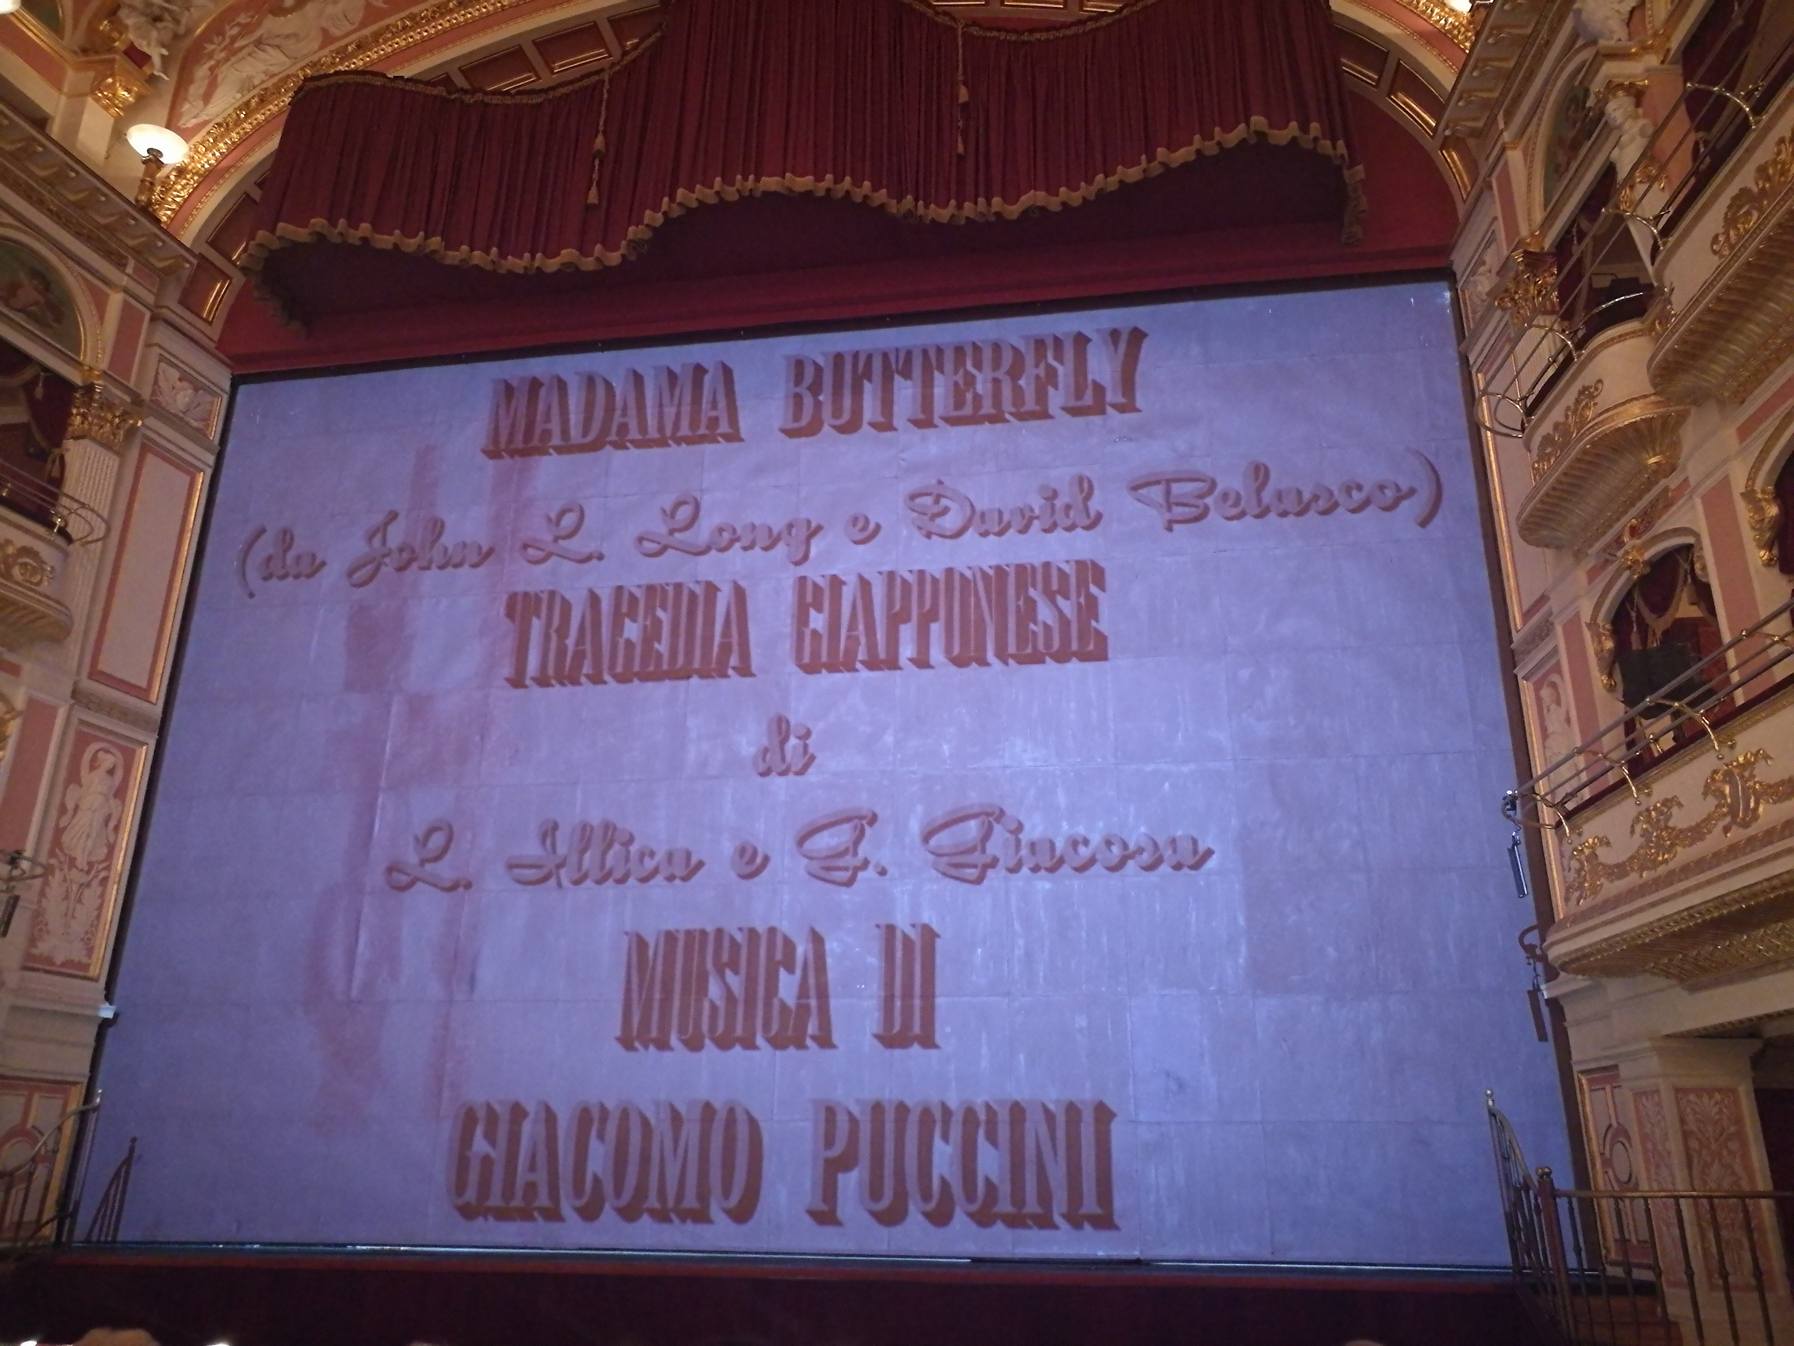 MADAMA BUTTERFLY
(da John L. Long e David Belasco)
TRAGEDIA GIAPPONESE
di
L. Illica e G. Giacosa
MUSICA DI
GIACOMO PUCCINI